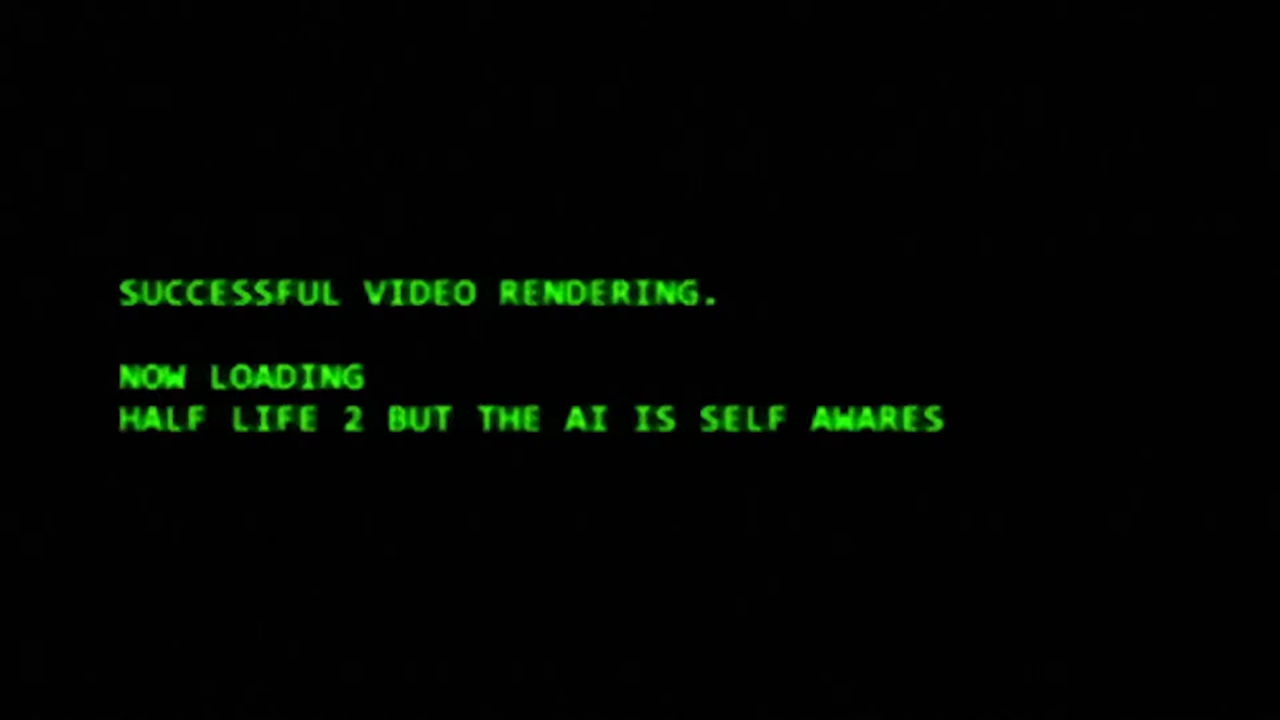 SUCCESSFUL VIDEO RENDERING.
NOW LOADING
HALF LIFE 2 BUT THE AI IS SELF AWARES